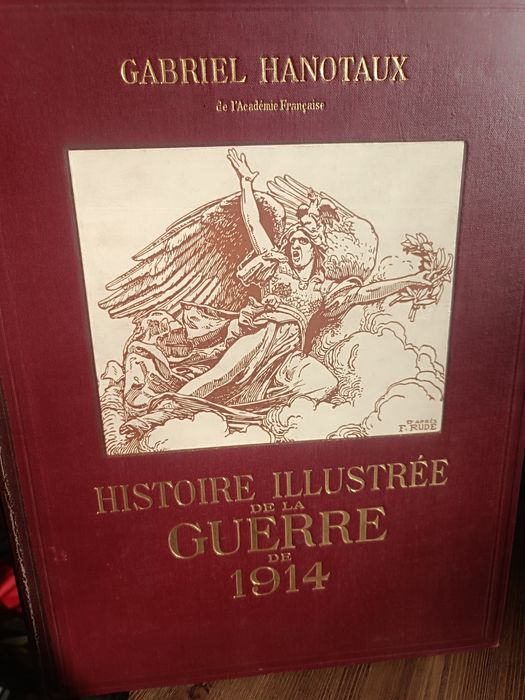 GABRIEL HANOTAUX
de l'Académie Française
D'APRÈS
F. RUDE
HISTOIRE ILLUSTRÉE
DE LA
GUERRE
DE
1914